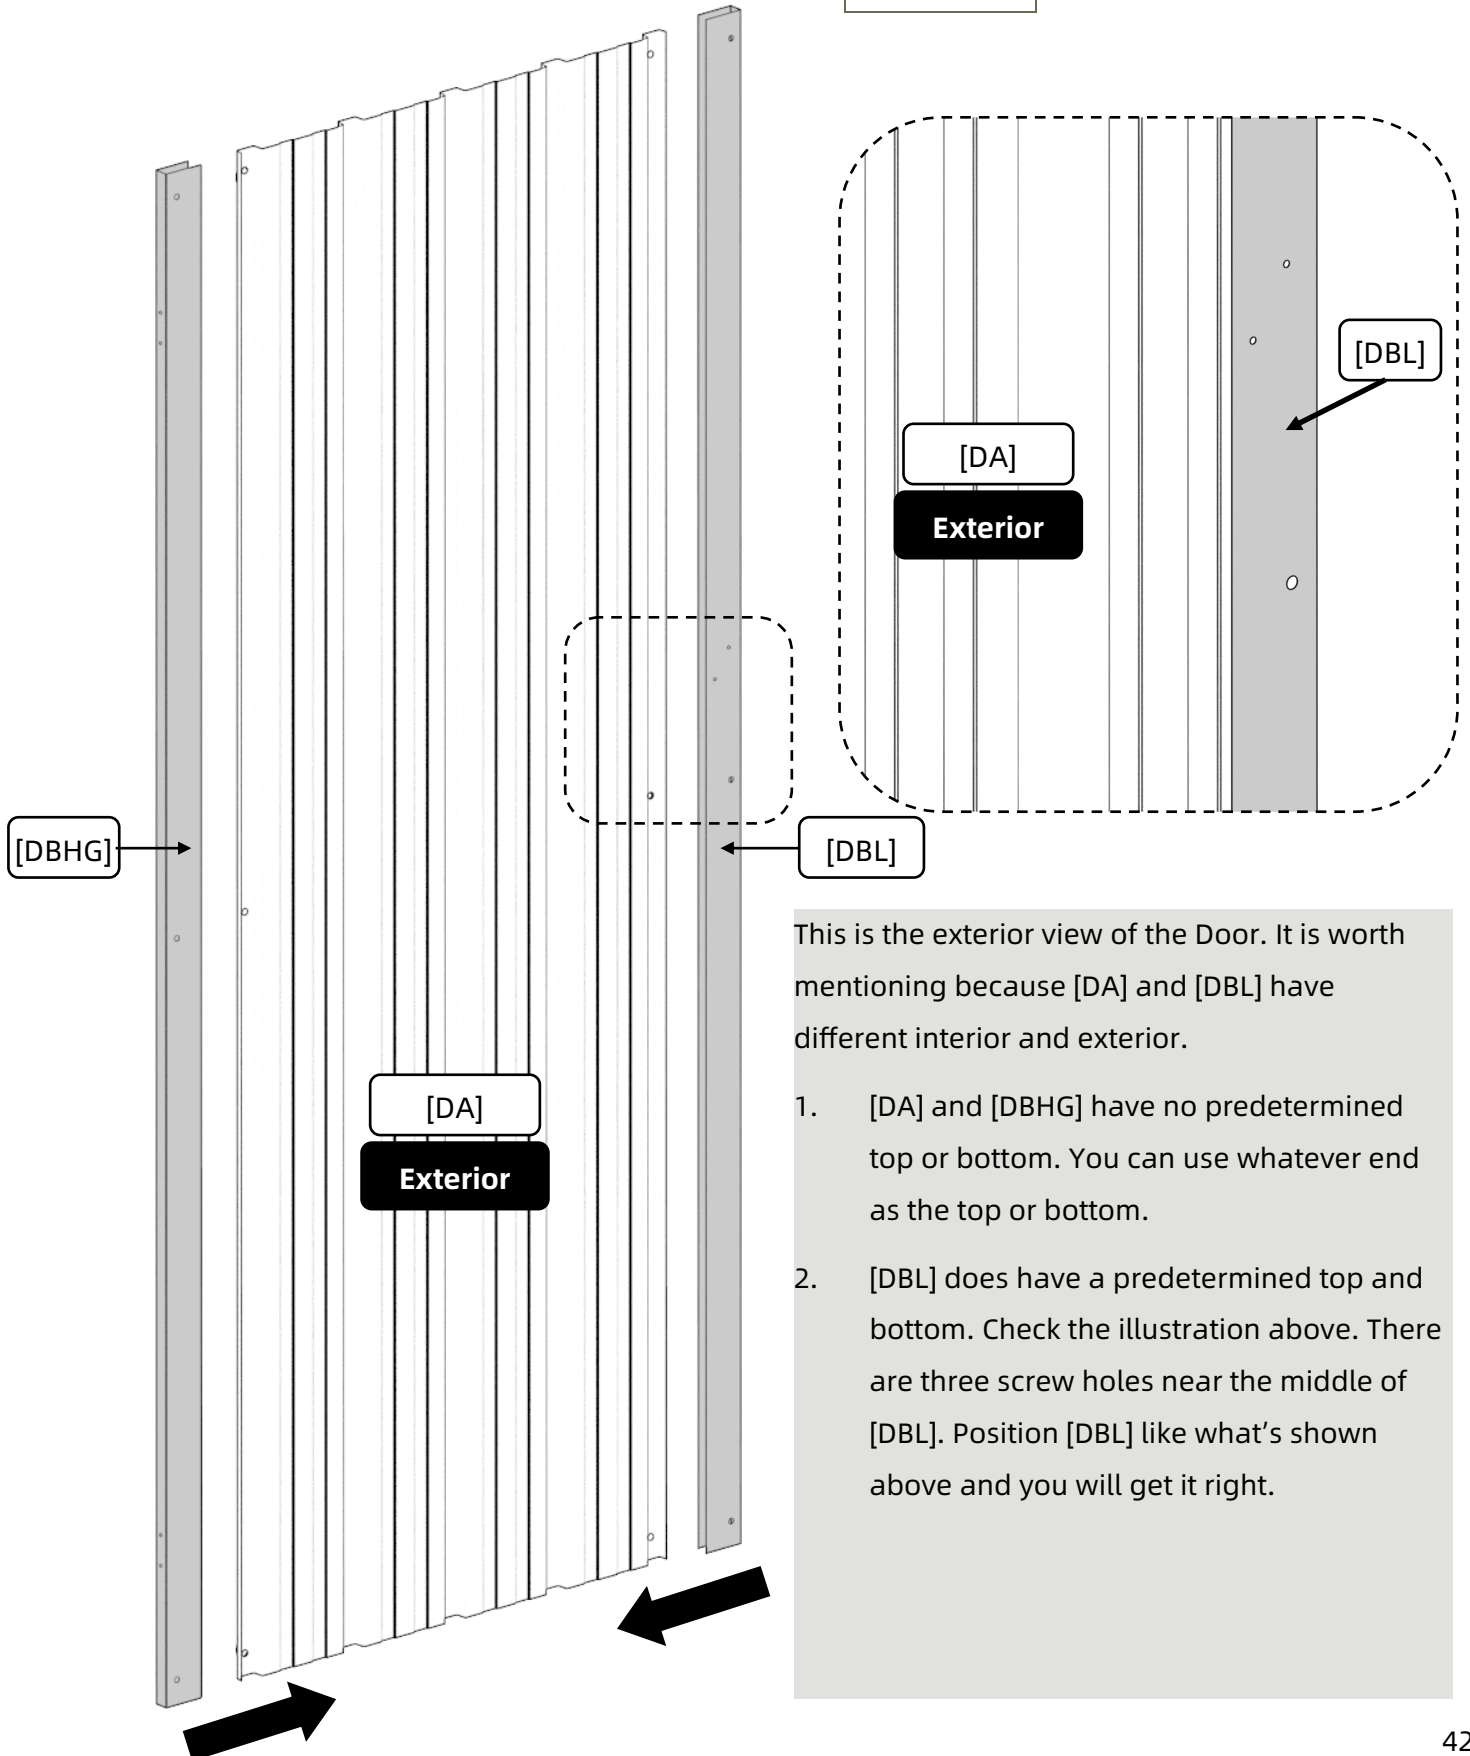 [DBL]
[DA]
Exterior
[DBHG]
[DBL]
This is the exterior view of the Door. It is worth
mentioning because [DA] and [DBL] have
different interior and exterior.
1. [DA] and [DBHG] have no predetermined
top or bottom. You can use whatever end
as the top or bottom.
[DA]
Exterior
2. [DBL] does have a predetermined top and
bottom. Check the illustration above. There
are three screw holes near the middle of
[DBL]. Position [DBL] like what’s shown
above and you will get it right.
42